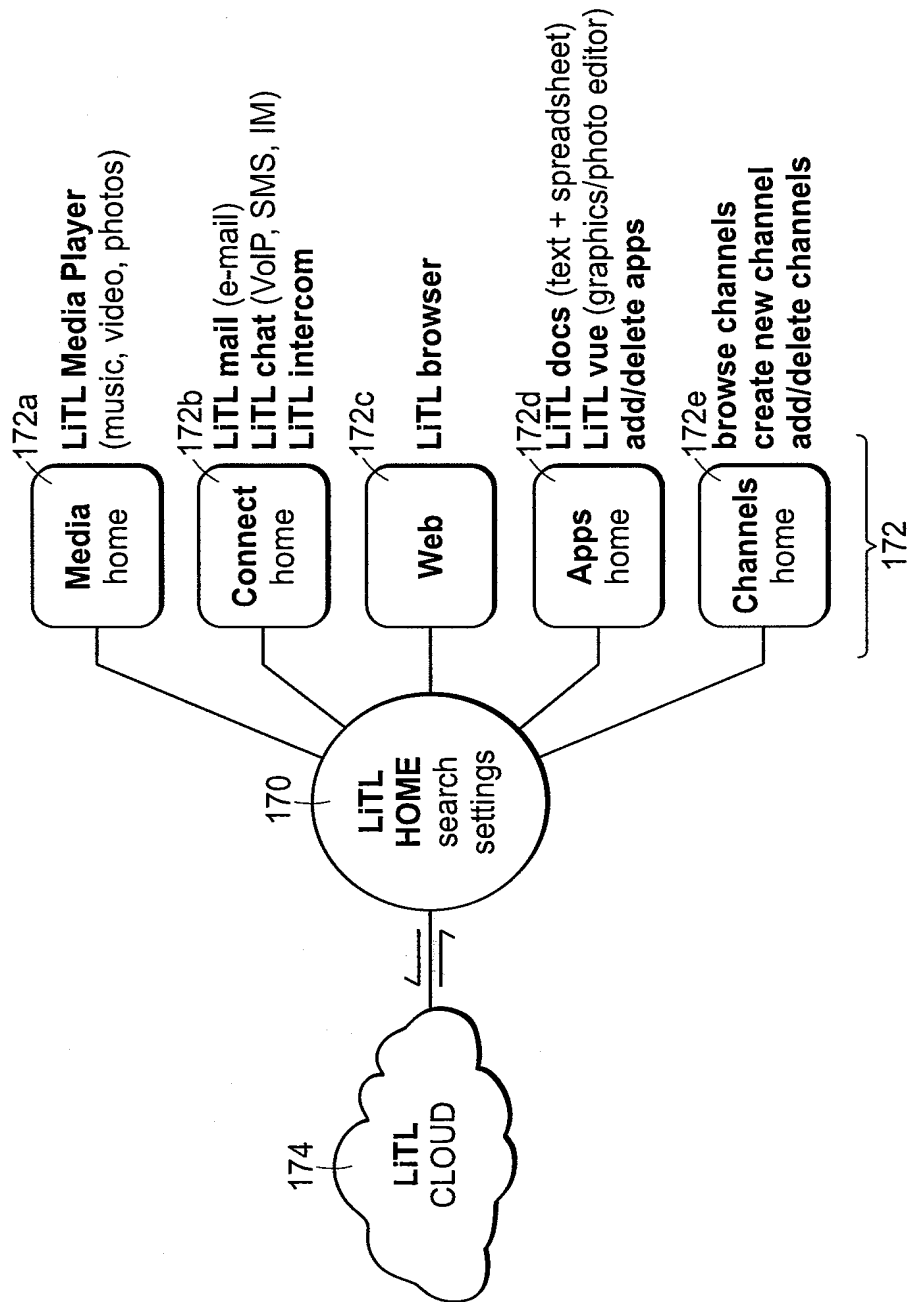 174
LiTL
CLOUD
170
LiTL
HOME
search
settings
172a
Media
home
LiTL Media Player
(music, video, photos)
172b
Connect
home
LiTL mail (e-mail)
LiTL chat (VoIP, SMS, IM)
LiTL intercom
172c
Web
LiTL browser
172d
Apps
home
LiTL docs (text + spreadsheet)
LiTL vue (graphics/photo editor)
add/delete apps
172e
Channels
home
browse channels
create new channel
add/delete channels
172